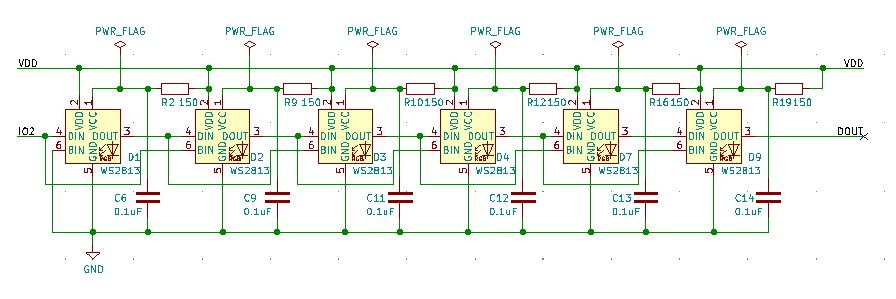 PWR_FLAG PWR_FLAG PWR_FLAG PWR_FLAG PWR_FLAG PWR_FLAG
VDD VDD
R2 150 R9 150 R10150 R12150 R16150 R19150
2 1 2 1 2 1 2 1 2 1 2 1
VDD VCC VDD VCC VDD VCC VDD VCC VDD VCC VDD VCC
IO2 4 DIN DOUT 3 4 DIN DOUT 3 4 DIN DOUT 3 4 DIN DOUT 3 4 DIN DOUT 3 4 DIN DOUT 3 DOUT
6 BIN 6 BIN 6 BIN 6 BIN 6 BIN 6 BIN
GND RGB D1 GND RGB D2 GND RGB D3 GND RGB D4 GND RGB D7 GND RGB D9
5 WS2813 5 WS2813 5 WS2813 5 WS2813 5 WS2813 5 WS2813
C6 C9 C11 C12 C13 C14
0.1uF 0.1uF 0.1uF 0.1uF 0.1uF 0.1uF
GND